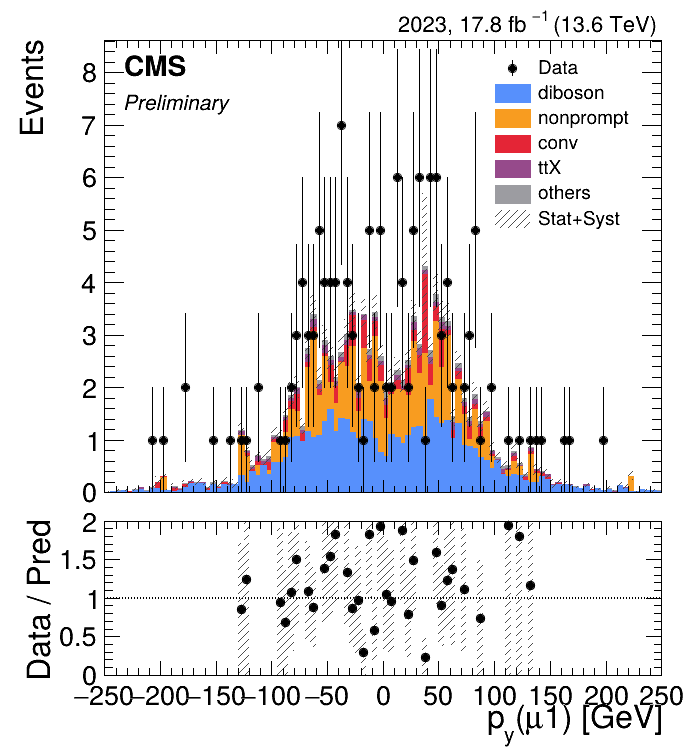 2023, 17.8 fb⁻¹ (13.6 TeV)
CMS
Preliminary
Events
8
7
6
5
4
3
2
1
0
Data
diboson
nonprompt
conv
ttX
others
Stat+Syst
Data / Pred
2
1.5
1
0.5
0
−250 −200 −150 −100 −50 0 50 100 150 200 250
p_y(μ1) [GeV]